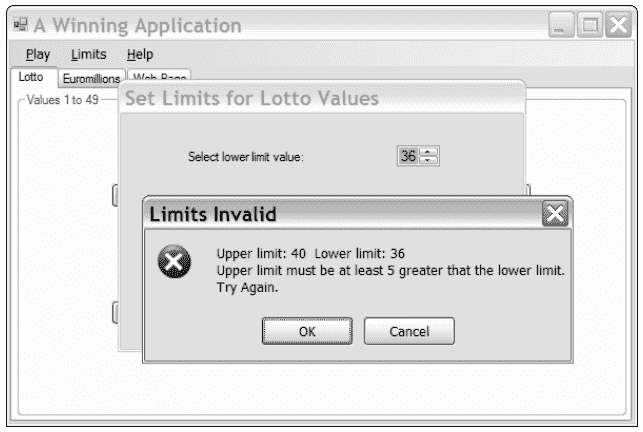 A Winning Application
Play Limits Help
Lotto Euromillions Web Page
Values 1 to 49
Set Limits for Lotto Values
Select lower limit value: 36
Limits Invalid
Upper limit: 40 Lower limit: 36
Upper limit must be at least 5 greater that the lower limit.
Try Again.
OK Cancel